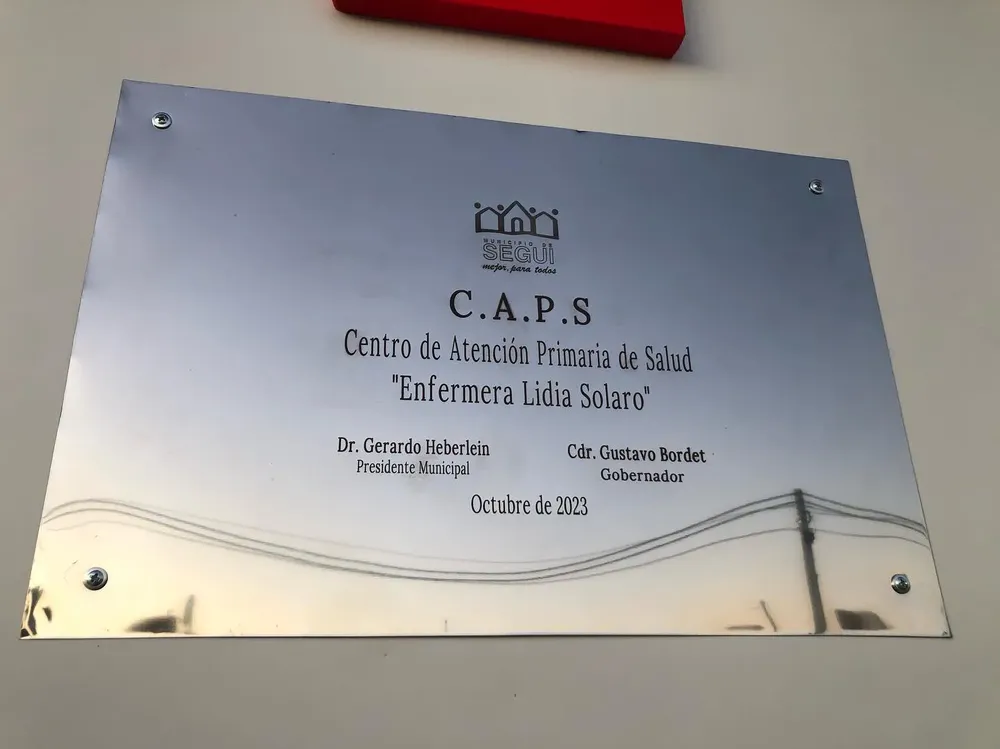 MUNICIPIO DE
SEGUI
mejor, para todos
C.A.P.S
Centro de Atención Primaria de Salud
"Enfermera Lidia Solaro"
Dr. Gerardo Heberlein
Presidente Municipal
Cdr. Gustavo Bordet
Gobernador
Octubre de 2023